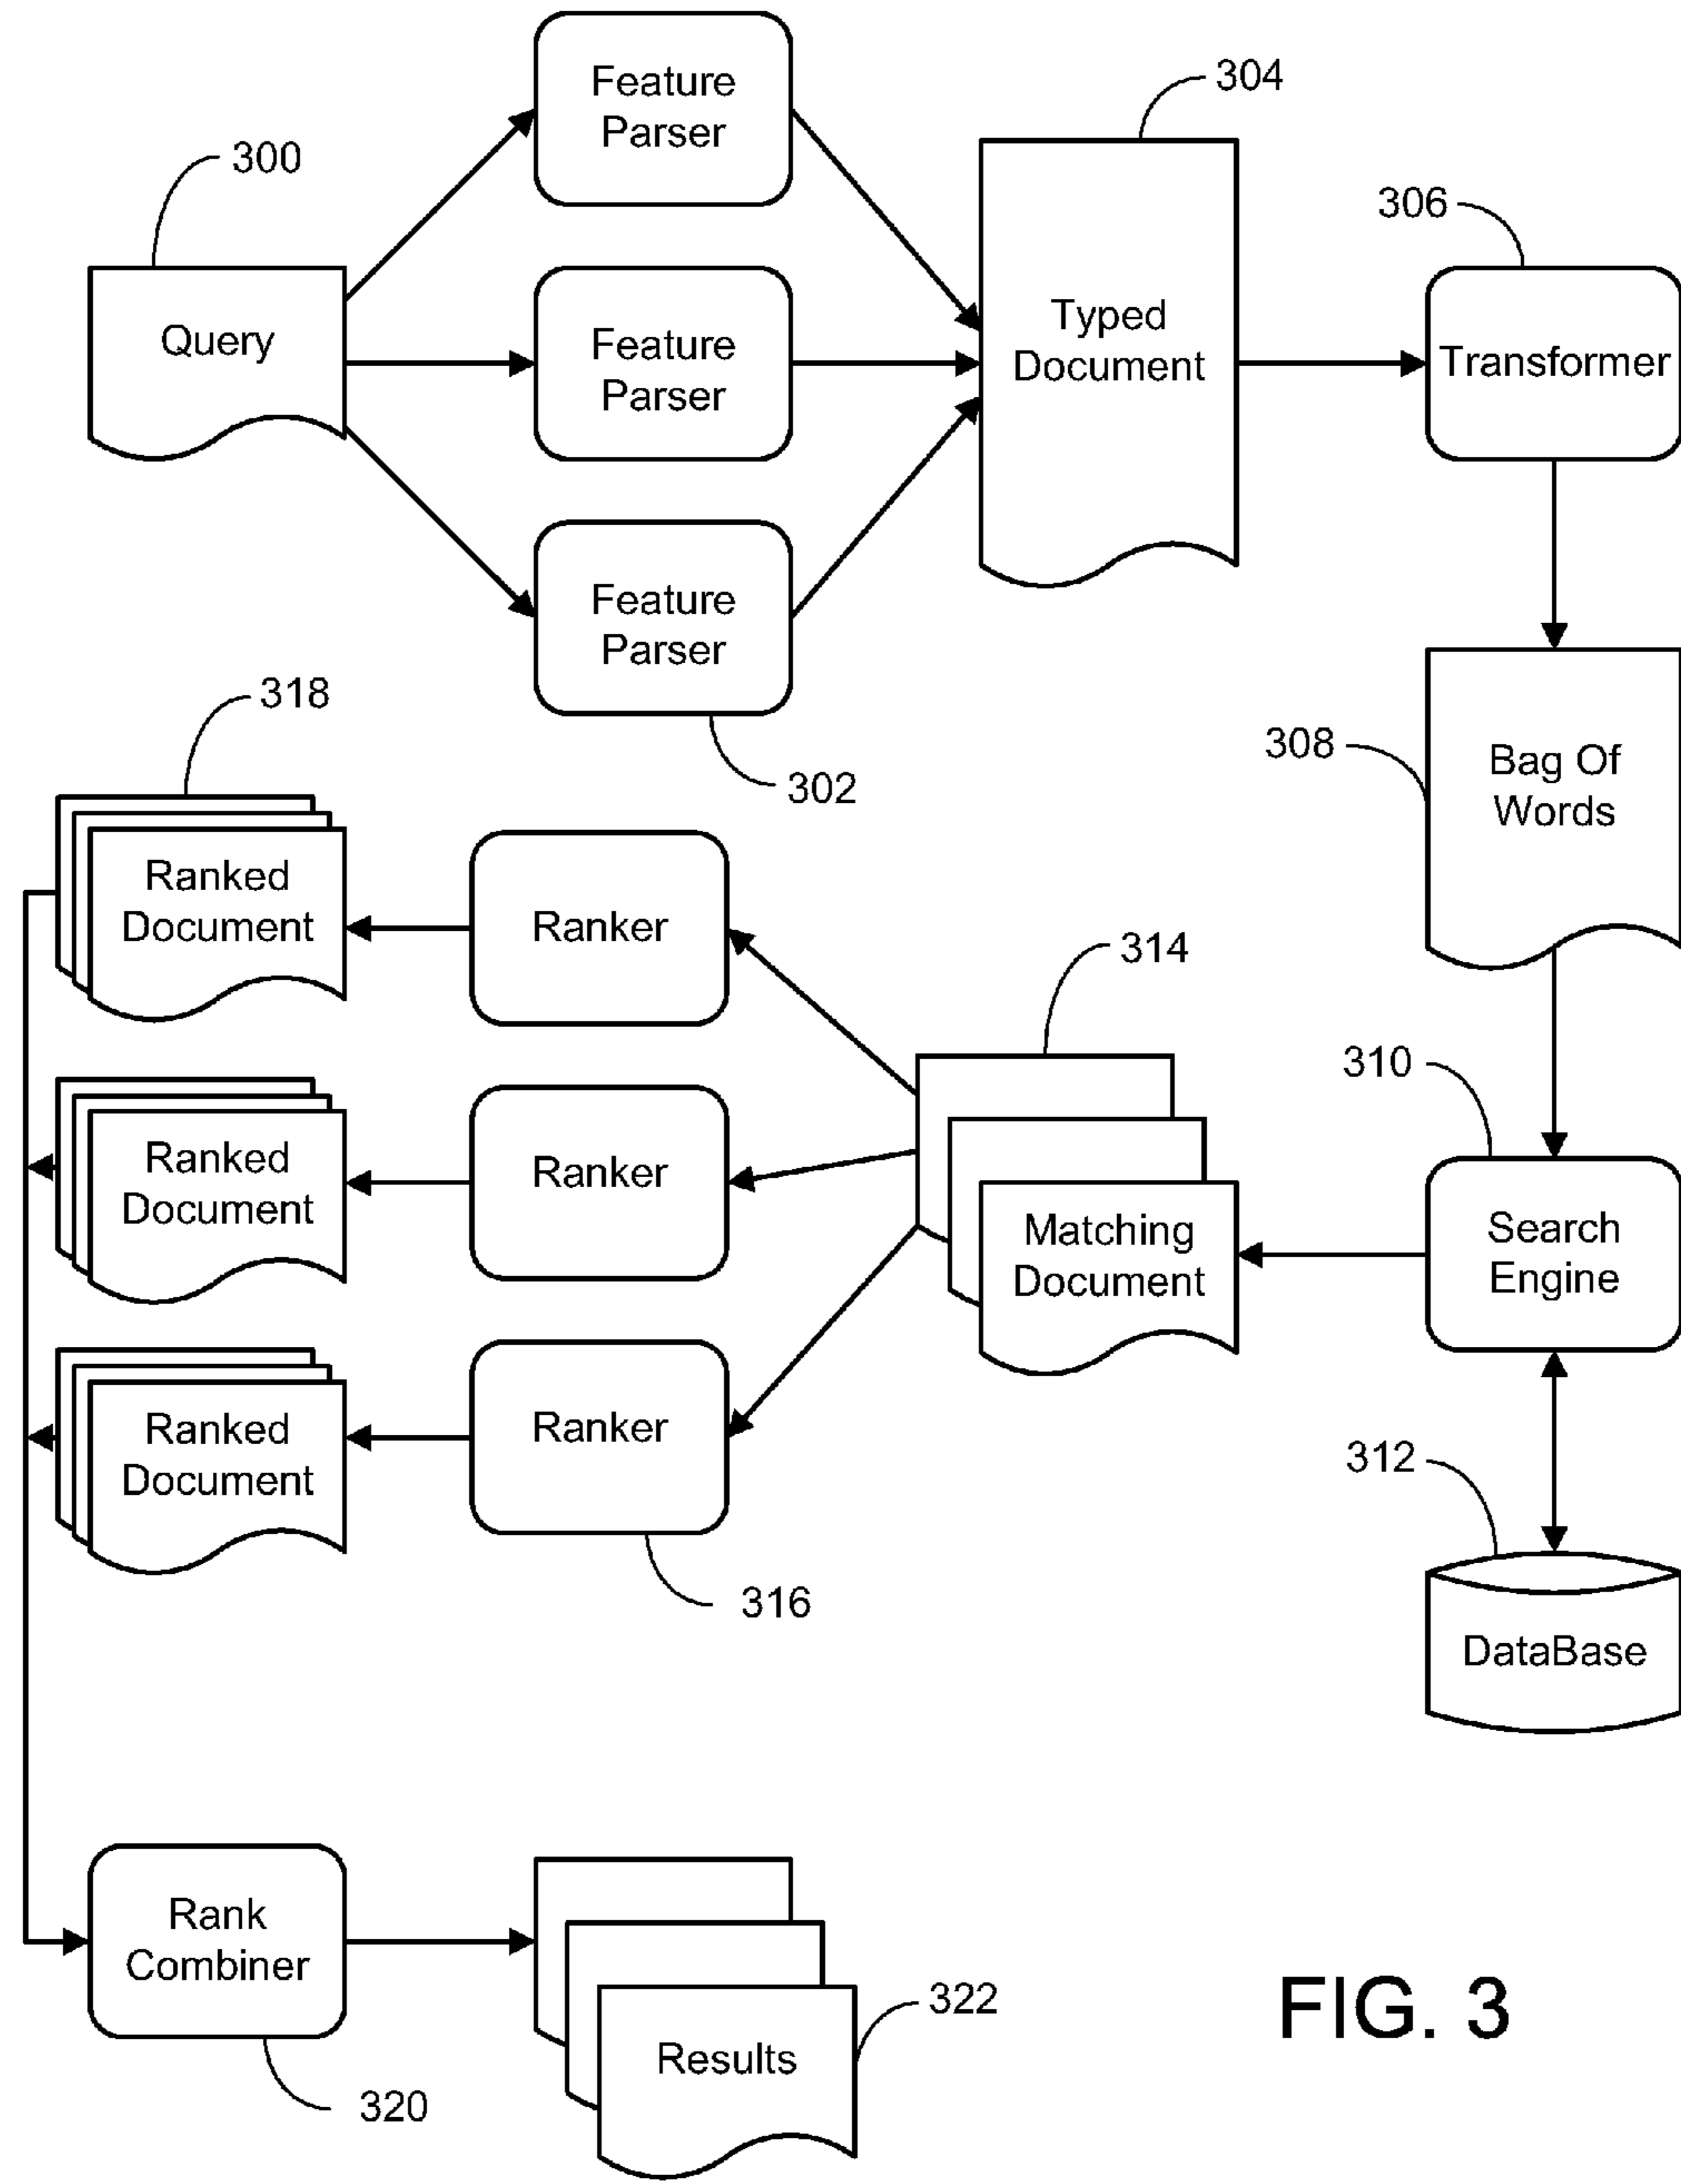 Feature
Parser
304
300
306
Query
Feature
Parser
Typed
Document
Transformer
Feature
Parser
318
302
308
Bag Of
Words
Ranked
Document
Ranker
314
310
Ranked
Document
Ranker
Matching
Document
Search
Engine
Ranked
Document
Ranker
312
316
DataBase
Rank
Combiner
322
Results
320
FIG. 3